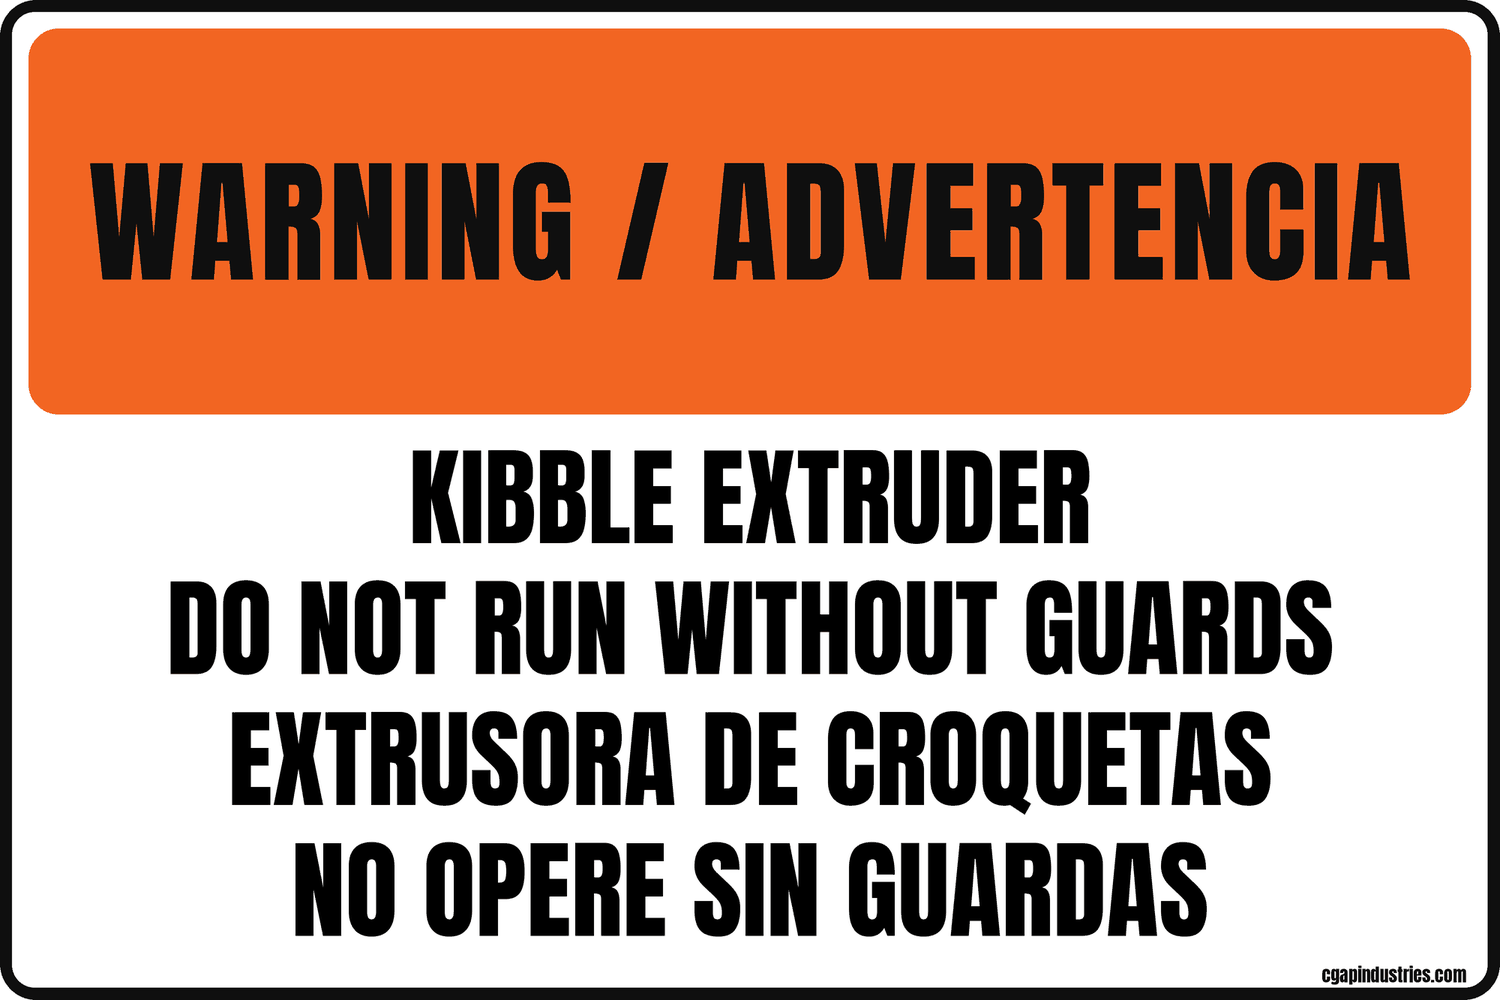 WARNING / ADVERTENCIA
KIBBLE EXTRUDER
DO NOT RUN WITHOUT GUARDS
EXTRUSORA DE CROQUETAS
NO OPERE SIN GUARDAS
cgapindustries.com